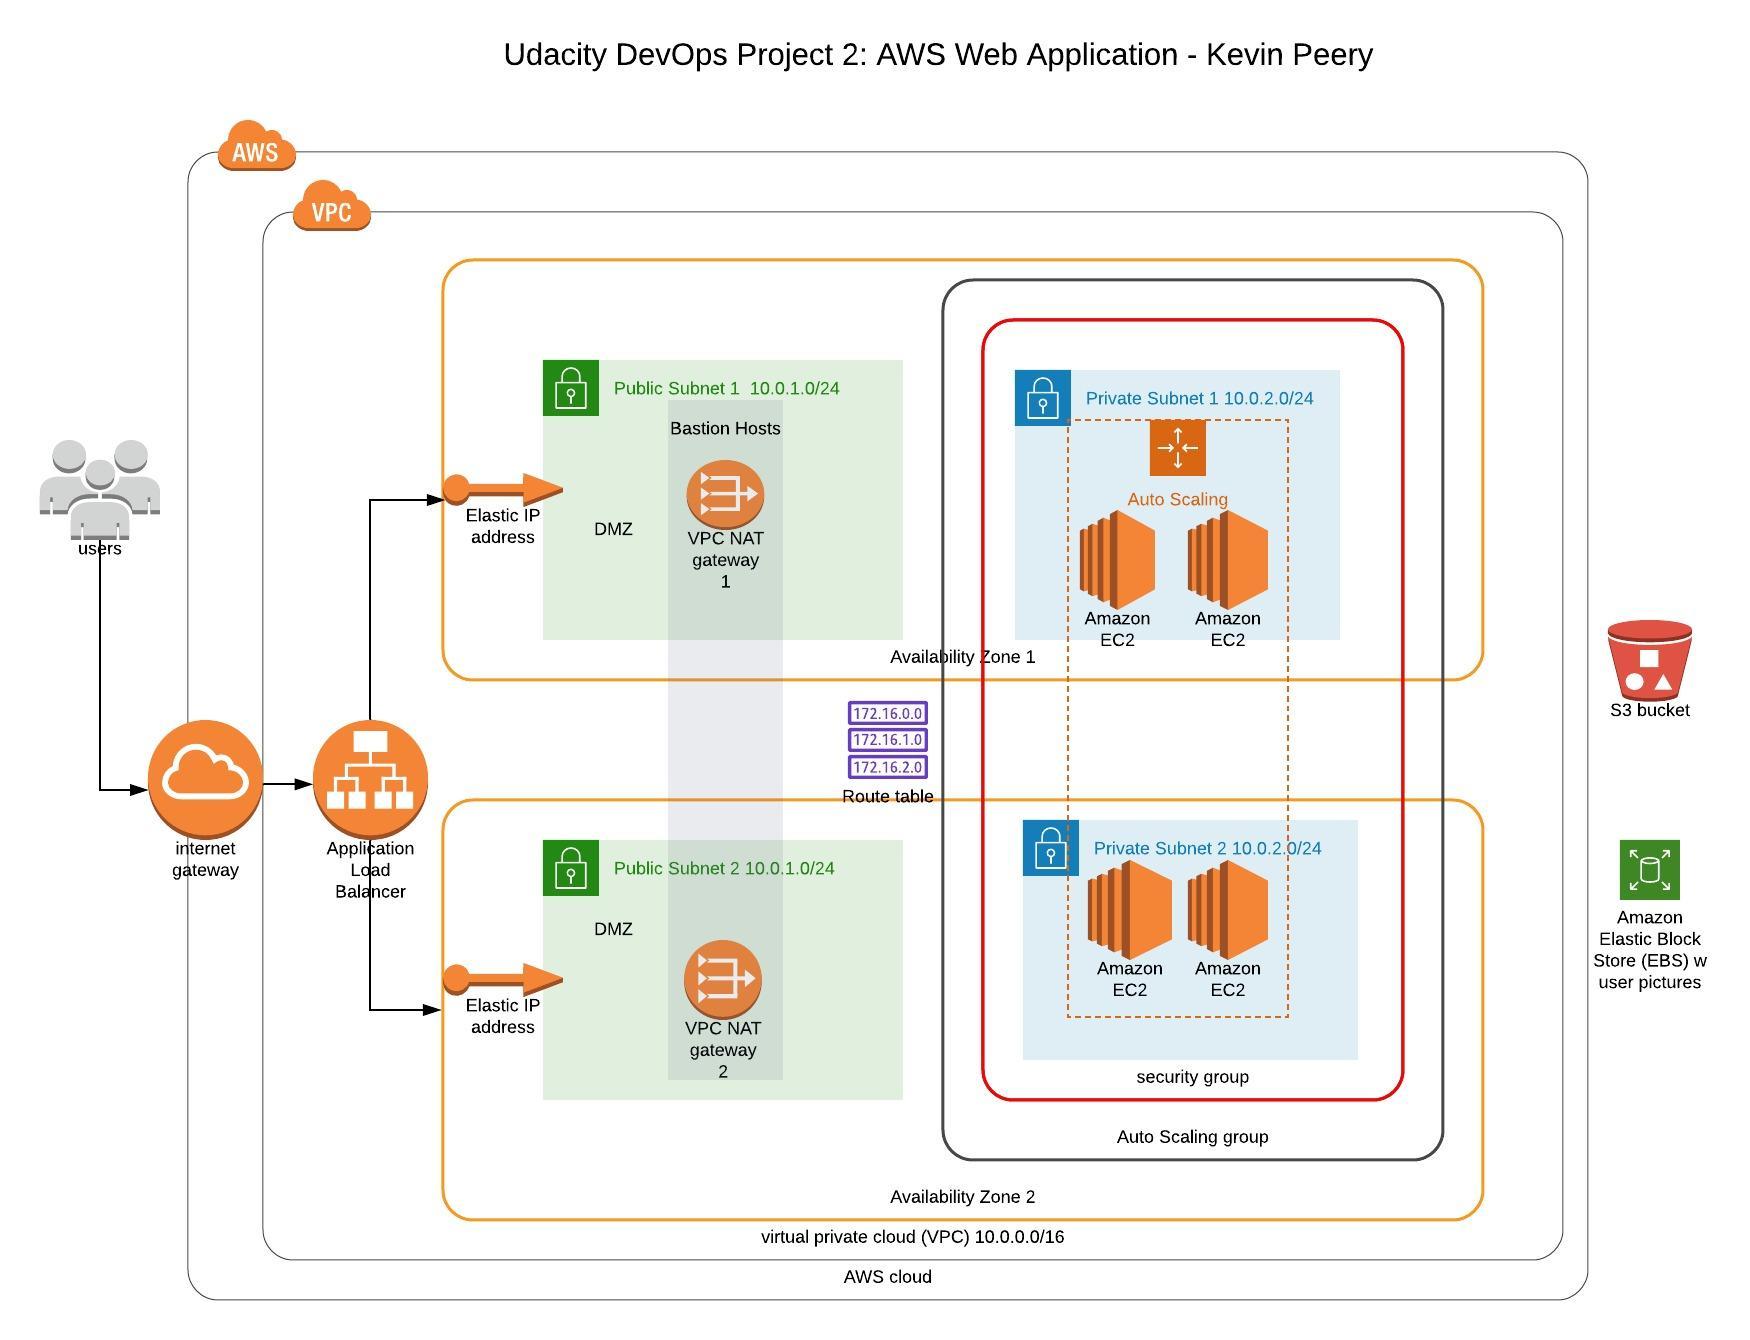 Udacity DevOps Project 2: AWS Web Application - Kevin Peery
AWS
VPC
Public Subnet 1  10.0.1.0/24
Private Subnet 1 10.0.2.0/24
Bastion Hosts
Auto Scaling
Elastic IP
address
DMZ
VPC NAT
gateway
1
users
Amazon
EC2
Amazon
EC2
Availability Zone 1
172.16.0.0
172.16.1.0
172.16.2.0
Route table
S3 bucket
internet
gateway
Application
Load
Balancer
Public Subnet 2 10.0.1.0/24
Private Subnet 2 10.0.2.0/24
DMZ
Elastic IP
address
VPC NAT
gateway
2
Amazon
EC2
Amazon
EC2
Amazon
Elastic Block
Store (EBS) w
user pictures
security group
Auto Scaling group
Availability Zone 2
virtual private cloud (VPC) 10.0.0.0/16
AWS cloud